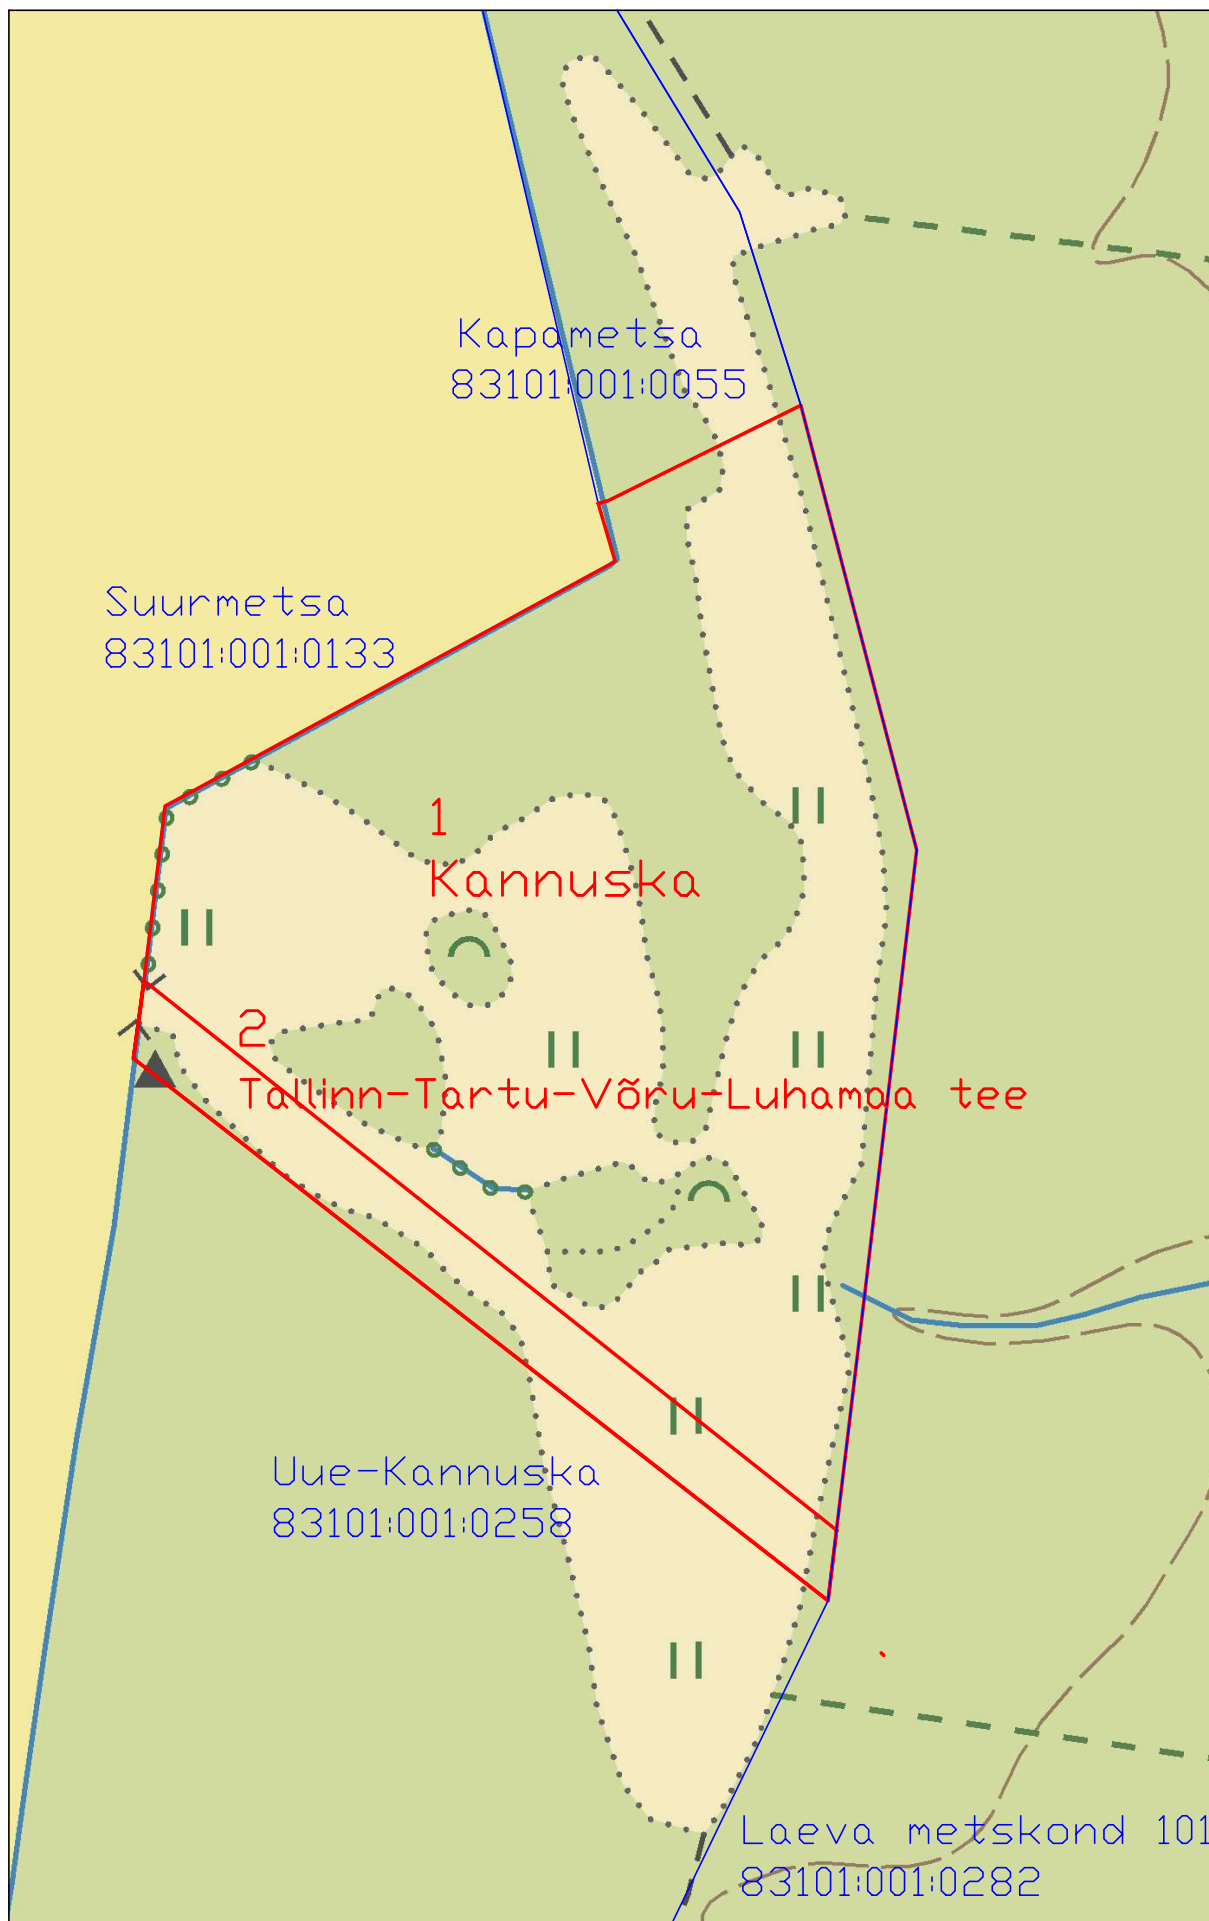 Kapametsa
83101:001:0055
Suurmetsa
83101:001:0133
1
Kannuska
2
Tallinn-Tartu-Võru-Luhamaa tee
Uue-Kannuska
83101:001:0258
Laeva metskond 101
83101:001:0282